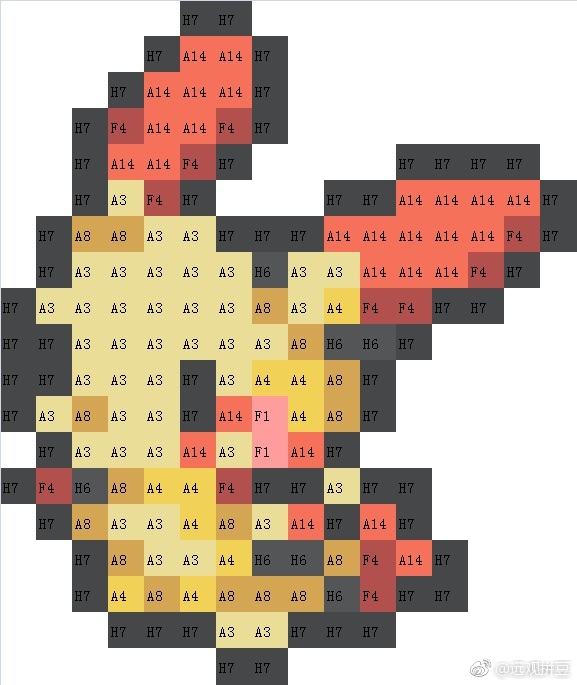 H7 H7
H7 A14 A14 H7
H7 A14 A14 A14 H7
H7 F4 A14 A14 F4 H7
H7 A14 A14 F4 H7 H7 H7 H7 H7
H7 A3 F4 H7 H7 H7 A14 A14 A14 A14 H7
H7 A8 A8 A3 A3 H7 H7 H7 A14 A14 A14 A14 A14 F4 H7
H7 A3 A3 A3 A3 A3 H6 A3 A3 A14 A14 A14 F4 H7
H7 A3 A3 A3 A3 A3 A3 A8 A3 A4 F4 F4 H7 H7
H7 H7 A3 A3 A3 A3 A3 A3 A8 H6 H6 H7
H7 H7 A3 A3 A3 H7 A3 A4 A4 A8 H7
H7 A3 A8 A3 A3 H7 A14 F1 A4 A8 H7
H7 A3 A3 A3 A14 A3 F1 A14 H7
H7 F4 H6 A8 A4 A4 F4 H7 H7 A3 H7 H7
H7 A8 A3 A3 A4 A8 A3 A14 H7 A14 H7
H7 A8 A3 A3 A4 H6 H6 A8 F4 A14 H7
H7 A4 A8 A4 A8 A8 A8 H6 F4 H7 H7
H7 H7 H7 A3 A3 H7 H7 H7
H7 H7
@远观拼豆